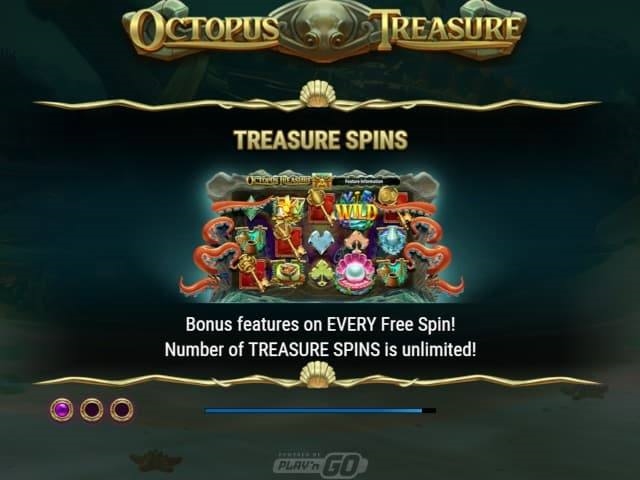 OCTOPUS TREASURE
TREASURE SPINS
OCTOPUS TREASURE
Feature Information
WILD
Bonus features on EVERY Free Spin!
Number of TREASURE SPINS is unlimited!
POWERED BY
PLAY'n GO